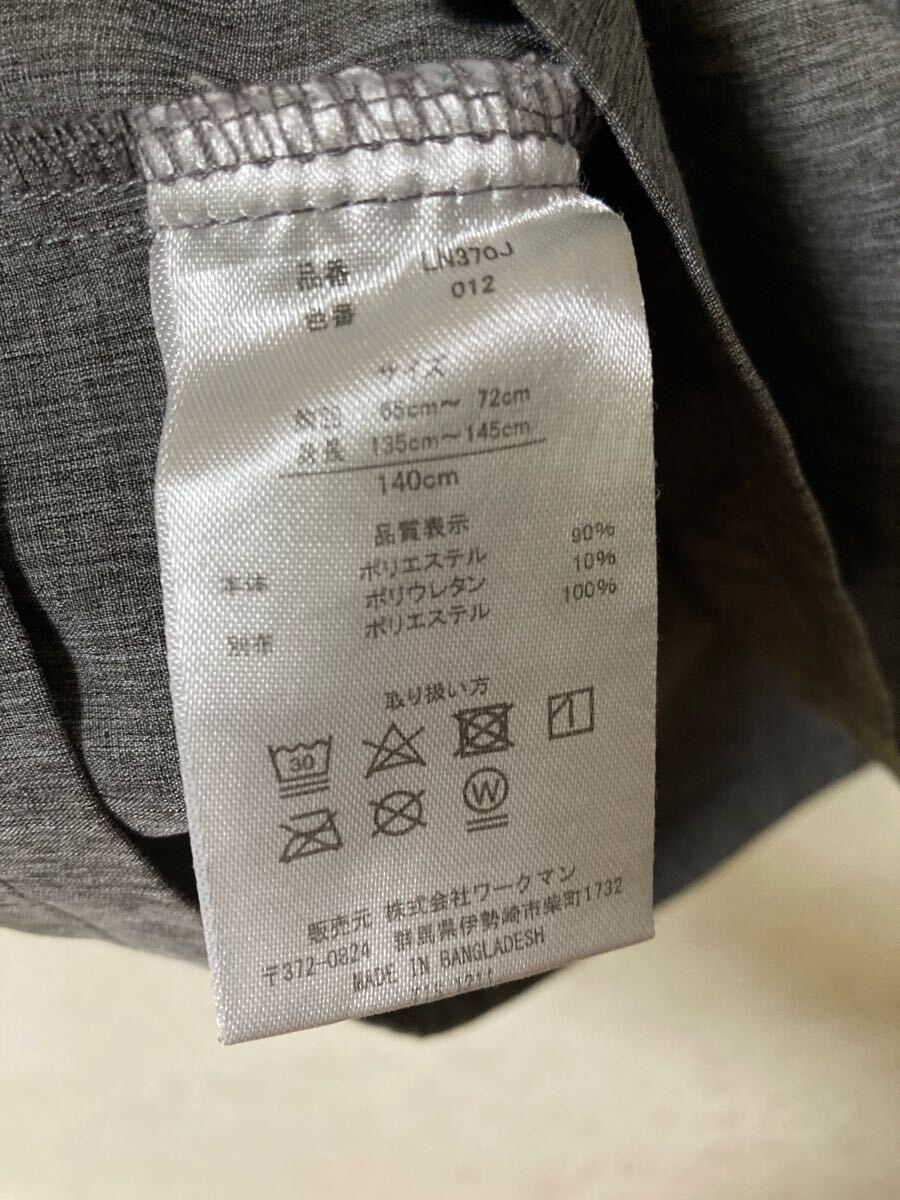 品番 LN370J
色番 012
サイズ
65cm～ 72cm
身長 135cm～145cm
140cm
品質表示
本体 ポリエステル 90%
ポリウレタン 10%
別布 ポリエステル 100%
取り扱い方
30
W
販売元 株式会社ワークマン
〒372-0824 群馬県伊勢崎市柴町1732
MADE IN BANGLADESH